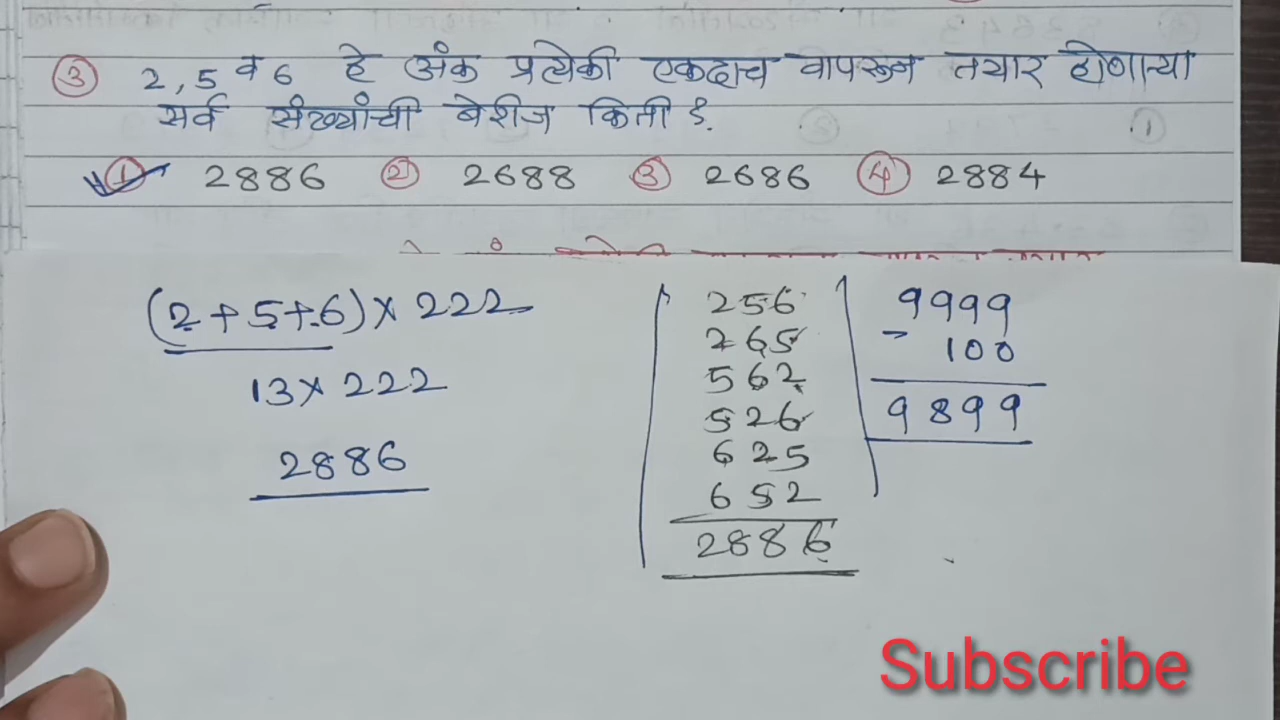 ③ 2, 5 व 6 हे अंक प्रत्येकी एकदाच वापरून तयार होणाऱ्या
सर्व संख्यांची बेरीज किती ?.
① 2886 ② 2688 ③ 2686 ④ 2884
(2+5+6) × 222
13 × 222
2886
256
265
562
526
625
652
2886
9999
- 100
9899
Subscribe